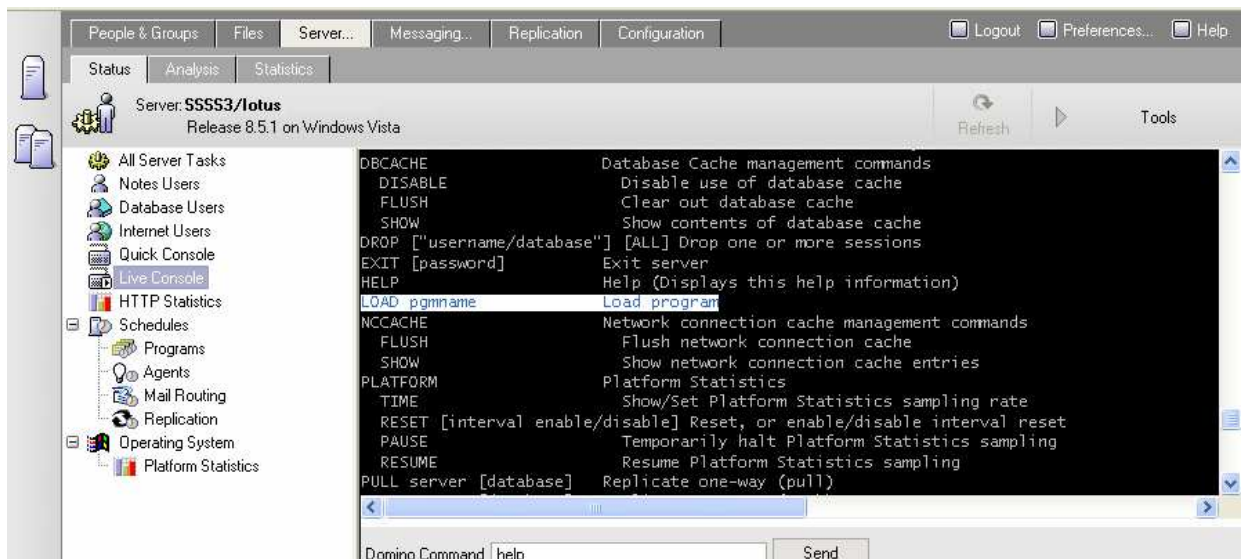 People & Groups Files Server... Messaging... Replication Configuration Logout Preferences... Help
Status Analysis Statistics
Server: SSSS3/lotus
Release 8.5.1 on Windows Vista
Refresh
Tools
All Server Tasks
Notes Users
Database Users
Internet Users
Quick Console
Live Console
HTTP Statistics
Schedules
Programs
Agents
Mail Routing
Replication
Operating System
Platform Statistics
DBCACHE Database Cache management commands
DISABLE Disable use of database cache
FLUSH Clear out database cache
SHOW Show contents of database cache
DROP ["username/database"] [ALL] Drop one or more sessions
EXIT [password] Exit server
HELP Help (Displays this help information)
LOAD pgmname Load program
NCCACHE Network connection cache management commands
FLUSH Flush network connection cache
SHOW Show network connection cache entries
PLATFORM Platform Statistics
TIME Show/Set Platform Statistics sampling rate
RESET [interval enable/disable] Reset, or enable/disable interval reset
PAUSE Temporarily halt Platform Statistics sampling
RESUME Resume Platform Statistics sampling
PULL server [database] Replicate one-way (pull)
Domino Command help Send